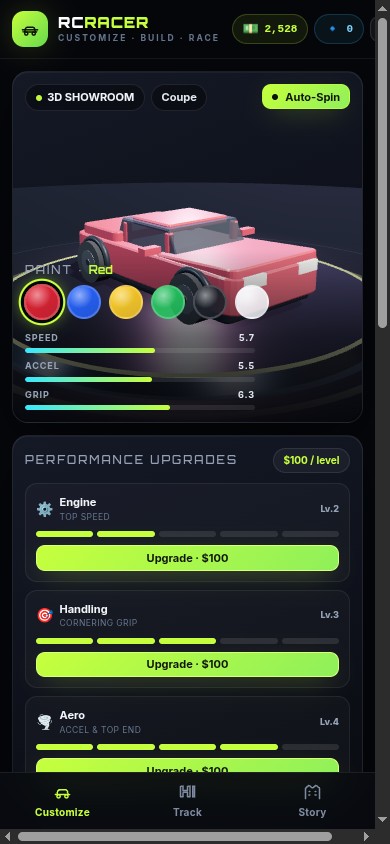 RCRACER
CUSTOMIZE · BUILD · RACE
2,528
0
3D SHOWROOM
Coupe
Auto-Spin
PAINT · Red
SPEED 5.7
ACCEL 5.5
GRIP 6.3
PERFORMANCE UPGRADES
$100 / level
Engine
TOP SPEED
Lv.2
Upgrade · $100
Handling
CORNERING GRIP
Lv.3
Upgrade · $100
Aero
ACCEL & TOP END
Lv.4
Upgrade · $100
Customize
Track
Story